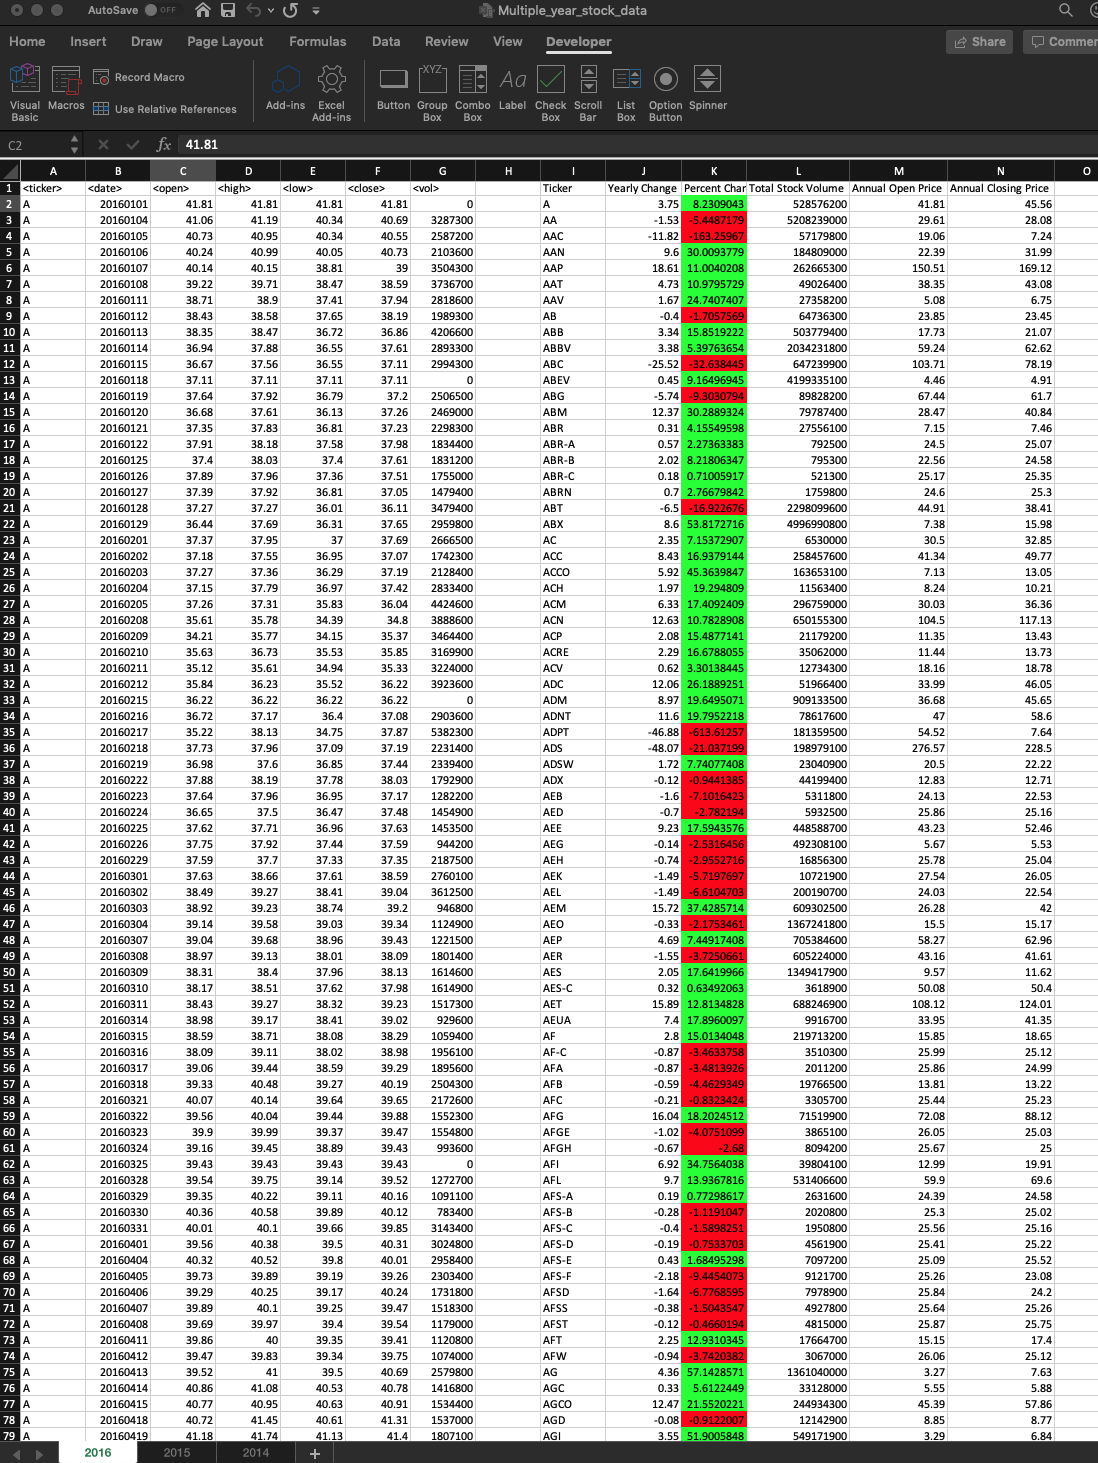 AutoSave OFF Multiple_year_stock_data
Home Insert Draw Page Layout Formulas Data Review View Developer Share Commen
Visual Basic Macros Record Macro Use Relative References Add-ins Excel Add-ins Button Group Box Combo Box Label Check Box Scroll Bar List Box Option Button Spinner
C2 fx 41.81
A B C D E F G H I J K L M N O
1 <ticker> <date> <open> <high> <low> <close> <vol> Ticker Yearly Change Percent Char Total Stock Volume Annual Open Price Annual Closing Price
2 A 20160101 41.81 41.81 41.81 41.81 0 A 3.75 8.2309043 528576200 41.81 45.56
3 A 20160104 41.06 41.19 40.34 40.69 3287300 AA -1.53 -5.4487179 5208239000 29.61 28.08
4 A 20160105 40.73 40.95 40.34 40.55 2587200 AAC -11.82 -163.25967 57179800 19.06 7.24
5 A 20160106 40.24 40.99 40.05 40.73 2103600 AAN 9.6 30.0093779 184809000 22.39 31.99
6 A 20160107 40.14 40.15 38.81 39 3504300 AAP 18.61 11.0040208 262665300 150.51 169.12
7 A 20160108 39.22 39.71 38.47 38.59 3736700 AAT 4.73 10.9795729 49026400 38.35 43.08
8 A 20160111 38.71 38.9 37.41 37.94 2818600 AAV 1.67 24.7407407 27358200 5.08 6.75
9 A 20160112 38.43 38.58 37.65 38.19 1989300 AB -0.4 -1.7057569 64736300 23.85 23.45
10 A 20160113 38.35 38.47 36.72 36.86 4206600 ABB 3.34 15.8519222 503779400 17.73 21.07
11 A 20160114 36.94 37.88 36.55 37.61 2893300 ABBV 3.38 5.39763654 2034231800 59.24 62.62
12 A 20160115 36.67 37.56 36.55 37.11 2994300 ABC -25.52 -32.638445 647239900 103.71 78.19
13 A 20160118 37.11 37.11 37.11 37.11 0 ABEV 0.45 9.16496945 4199335100 4.46 4.91
14 A 20160119 37.64 37.92 36.79 37.2 2506500 ABG -5.74 -9.3030794 89828200 67.44 61.7
15 A 20160120 36.68 37.61 36.13 37.26 2469000 ABM 12.37 30.2889324 79787400 28.47 40.84
16 A 20160121 37.35 37.83 36.81 37.23 2298300 ABR 0.31 4.15549598 27556100 7.15 7.46
17 A 20160122 37.91 38.18 37.58 37.98 1834400 ABR-A 0.57 2.27363383 792500 24.5 25.07
18 A 20160125 37.4 38.03 37.4 37.61 1831200 ABR-B 2.02 8.21806347 795300 22.56 24.58
19 A 20160126 37.89 37.96 37.36 37.51 1755000 ABR-C 0.18 0.71005917 521300 25.17 25.35
20 A 20160127 37.39 37.92 36.81 37.05 1479400 ABRN 0.7 2.76679842 1759800 24.6 25.3
21 A 20160128 37.27 37.27 36.01 36.11 3479400 ABT -6.5 -16.922676 2298099600 44.91 38.41
22 A 20160129 36.44 37.69 36.31 37.65 2959800 ABX 8.6 53.8172716 4996990800 7.38 15.98
23 A 20160201 37.37 37.95 37 37.69 2666500 AC 2.35 7.15372907 6530000 30.5 32.85
24 A 20160202 37.18 37.55 36.95 37.07 1742300 ACC 8.43 16.9379144 258457600 41.34 49.77
25 A 20160203 37.27 37.36 36.29 37.19 2128400 ACCO 5.92 45.3639847 163653100 7.13 13.05
26 A 20160204 37.15 37.79 36.97 37.42 2833400 ACH 1.97 19.294809 11563400 8.24 10.21
27 A 20160205 37.26 37.31 35.83 36.04 4424600 ACM 6.33 17.4092409 296759000 30.03 36.36
28 A 20160208 35.61 35.78 34.39 34.8 3888600 ACN 12.63 10.7828908 650155300 104.5 117.13
29 A 20160209 34.21 35.77 34.15 35.37 3464400 ACP 2.08 15.4877141 21179200 11.35 13.43
30 A 20160210 35.63 36.73 35.53 35.85 3169900 ACRE 2.29 16.6788055 35062000 11.44 13.73
31 A 20160211 35.12 35.61 34.94 35.33 3224000 ACV 0.62 3.30138445 12734300 18.16 18.78
32 A 20160212 35.84 36.23 35.52 36.22 3923600 ADC 12.06 26.1889251 51966400 33.99 46.05
33 A 20160215 36.22 36.22 36.22 36.22 0 ADM 8.97 19.6495071 909133500 36.68 45.65
34 A 20160216 36.72 37.17 36.4 37.08 2903600 ADNT 11.6 19.7952218 78617600 47 58.6
35 A 20160217 35.22 38.13 34.75 37.87 5382300 ADPT -46.88 -613.61257 181359500 54.52 7.64
36 A 20160218 37.73 37.96 37.09 37.19 2231400 ADS -48.07 -21.037199 198979100 276.57 228.5
37 A 20160219 36.98 37.6 36.85 37.44 2339400 ADSW 1.72 7.74077408 23040900 20.5 22.22
38 A 20160222 37.88 38.19 37.78 38.03 1792900 ADX -0.12 -0.9441385 44199400 12.83 12.71
39 A 20160223 37.64 37.96 36.95 37.17 1282200 AEB -1.6 -7.1016423 5311800 24.13 22.53
40 A 20160224 36.65 37.5 36.47 37.48 1454900 AED -0.7 -2.782194 5932500 25.86 25.16
41 A 20160225 37.62 37.71 36.96 37.63 1453500 AEE 9.23 17.5943576 448588700 43.23 52.46
42 A 20160226 37.75 37.92 37.44 37.59 944200 AEG -0.14 -2.5316456 492308100 5.67 5.53
43 A 20160229 37.59 37.7 37.33 37.35 2187500 AEH -0.74 -2.9552716 16856300 25.78 25.04
44 A 20160301 37.63 38.66 37.61 38.59 2760100 AEK -1.49 -5.7197697 10721900 27.54 26.05
45 A 20160302 38.49 39.27 38.41 39.04 3612500 AEL -1.49 -6.6104703 200190700 24.03 22.54
46 A 20160303 38.92 39.23 38.74 39.2 946800 AEM 15.72 37.4285714 609302500 26.28 42
47 A 20160304 39.14 39.58 39.03 39.34 1124900 AEO -0.33 -2.1753461 1367241800 15.5 15.17
48 A 20160307 39.04 39.68 38.96 39.43 1221500 AEP 4.69 7.44917408 705384600 58.27 62.96
49 A 20160308 38.97 39.13 38.01 38.09 1801400 AER -1.55 -3.7250661 605224000 43.16 41.61
50 A 20160309 38.31 38.4 37.96 38.13 1614600 AES 2.05 17.6419966 1349417900 9.57 11.62
51 A 20160310 38.17 38.51 37.62 37.98 1614900 AES-C 0.32 0.63492063 3618900 50.08 50.4
52 A 20160311 38.43 39.27 38.32 39.23 1517300 AET 15.89 12.8134828 688246900 108.12 124.01
53 A 20160314 38.98 39.17 38.41 39.02 929600 AEUA 7.4 17.8960097 9916700 33.95 41.35
54 A 20160315 38.59 38.71 38.08 38.29 1059400 AF 2.8 15.0134048 219713200 15.85 18.65
55 A 20160316 38.09 39.11 38.02 38.98 1956100 AF-C -0.87 -3.4633758 3510300 25.99 25.12
56 A 20160317 39.06 39.44 38.59 39.29 1895600 AFA -0.87 -3.4813926 2011200 25.86 24.99
57 A 20160318 39.33 40.48 39.27 40.19 2504300 AFB -0.59 -4.4629349 19766500 13.81 13.22
58 A 20160321 40.07 40.14 39.64 39.65 2172600 AFC -0.21 -0.8323424 3305700 25.44 25.23
59 A 20160322 39.56 40.04 39.44 39.88 1552300 AFG 16.04 18.2024512 71519900 72.08 88.12
60 A 20160323 39.9 39.99 39.37 39.47 1554800 AFGE -1.02 -4.0751099 3865100 26.05 25.03
61 A 20160324 39.16 39.45 38.89 39.43 993600 AFGH -0.67 -2.68 8094200 25.67 25
62 A 20160325 39.43 39.43 39.43 39.43 0 AFI 6.92 34.7564038 39804100 12.99 19.91
63 A 20160328 39.54 39.75 39.14 39.52 1272700 AFL 9.7 13.9367816 531406600 59.9 69.6
64 A 20160329 39.35 40.22 39.11 40.16 1091100 AFS-A 0.19 0.77298617 2631600 24.39 24.58
65 A 20160330 40.36 40.58 39.89 40.12 783400 AFS-B -0.28 -1.1191047 2020800 25.3 25.02
66 A 20160331 40.01 40.1 39.66 39.85 3143400 AFS-C -0.4 -1.5898251 1950800 25.56 25.16
67 A 20160401 39.56 40.38 39.5 40.31 3024800 AFS-D -0.19 -0.7533703 4561900 25.41 25.22
68 A 20160404 40.32 40.52 39.8 40.01 2958400 AFS-E 0.43 1.68495298 7097200 25.09 25.52
69 A 20160405 39.73 39.89 39.19 39.26 2303400 AFS-F -2.18 -9.4454073 9121700 25.26 23.08
70 A 20160406 39.29 40.25 39.17 40.24 1731800 AFSD -1.64 -6.7768595 7978900 25.84 24.2
71 A 20160407 39.89 40.1 39.25 39.47 1518300 AFSS -0.38 -1.5043547 4927800 25.64 25.26
72 A 20160408 39.69 39.97 39.4 39.54 1179000 AFST -0.12 -0.4660194 4815000 25.87 25.75
73 A 20160411 39.86 40 39.35 39.41 1120800 AFT 2.25 12.9310345 17664700 15.15 17.4
74 A 20160412 39.47 39.83 39.34 39.75 1074000 AFW -0.94 -3.7420382 3067000 26.06 25.12
75 A 20160413 39.52 41 39.5 40.69 2579800 AG 4.36 57.1428571 1361040000 3.27 7.63
76 A 20160414 40.86 41.08 40.53 40.78 1416800 AGC 0.33 5.6122449 33128000 5.55 5.88
77 A 20160415 40.77 40.95 40.63 40.91 1534400 AGCO 12.47 21.5520221 244934300 45.39 57.86
78 A 20160418 40.72 41.45 40.61 41.31 1537000 AGD -0.08 -0.9122007 12142900 8.85 8.77
79 A 20160419 41.18 41.74 41.13 41.4 1807100 AGI 3.55 51.9005848 549171900 3.29 6.84
2016 2015 2014 +